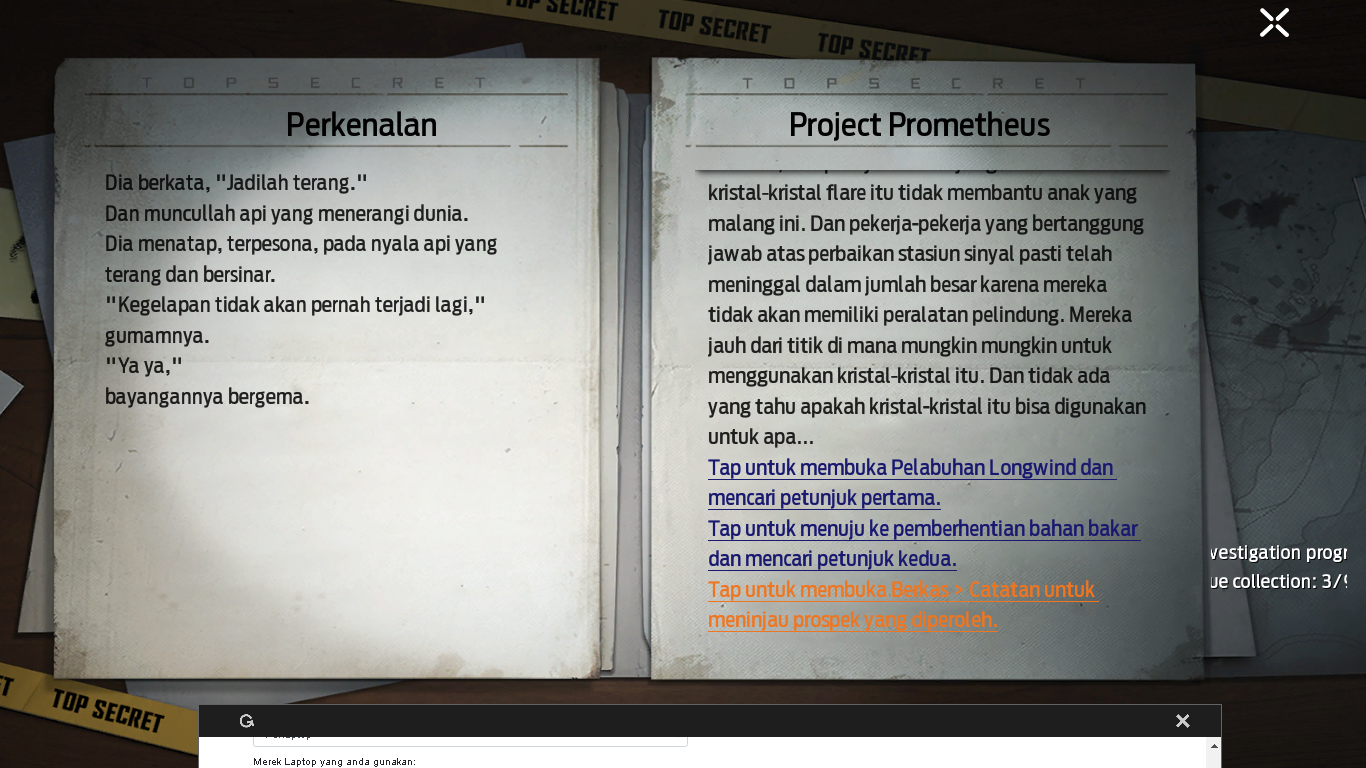 TOP SECRET
TOP SECRET
TOP SECRET
TOPSECRET
Perkenalan
Dia berkata, "Jadilah terang."
Dan muncullah api yang menerangi dunia.
Dia menatap, terpesona, pada nyala api yang
terang dan bersinar.
"Kegelapan tidak akan pernah terjadi lagi,"
gumamnya.
"Ya ya,"
bayangannya bergema.
TOPSECRET
Project Prometheus
kristal-kristal flare itu tidak membantu anak yang
malang ini. Dan pekerja-pekerja yang bertanggung
jawab atas perbaikan stasiun sinyal pasti telah
meninggal dalam jumlah besar karena mereka
tidak akan memiliki peralatan pelindung. Mereka
jauh dari titik di mana mungkin mungkin untuk
menggunakan kristal-kristal itu. Dan tidak ada
yang tahu apakah kristal-kristal itu bisa digunakan
untuk apa...
Tap untuk membuka Pelabuhan Longwind dan
mencari petunjuk pertama.
Tap untuk menuju ke pemberhentian bahan bakar
dan mencari petunjuk kedua.
Tap untuk membuka Berkas > Catatan untuk
meninjau prospek yang diperoleh.
vestigation progr
ue collection: 3/9
TOP SECRET
Merek Laptop yang anda gunakan: